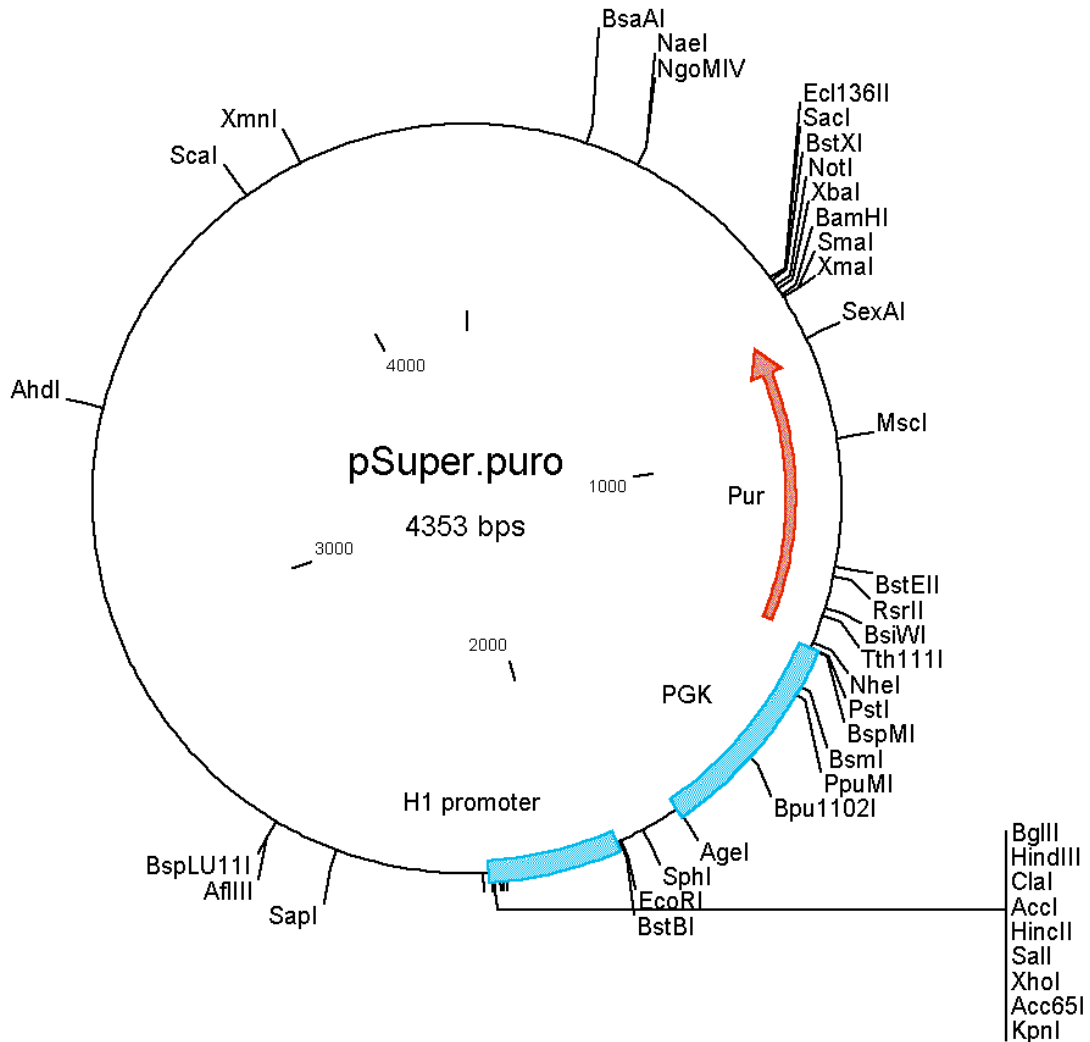 BsaAI
NaeI
NgoMIV
Ecl136II
SacI
BstXI
NotI
XbaI
BamHI
SmaI
XmaI
XmnI
ScaI
SexAI
I
4000
AhdI
MscI
pSuper.puro
1000
Pur
4353 bps
3000
BstEII
RsrII
BsiWI
Tth111I
2000
NheI
PGK
PstI
BspMI
BsmI
PpuMI
H1 promoter
Bpu1102I
AgeI
BspLU11I
AflIII
SphI
SapI
EcoRI
BstBI
BglII
HindIII
ClaI
AccI
HincII
SalI
XhoI
Acc65I
KpnI